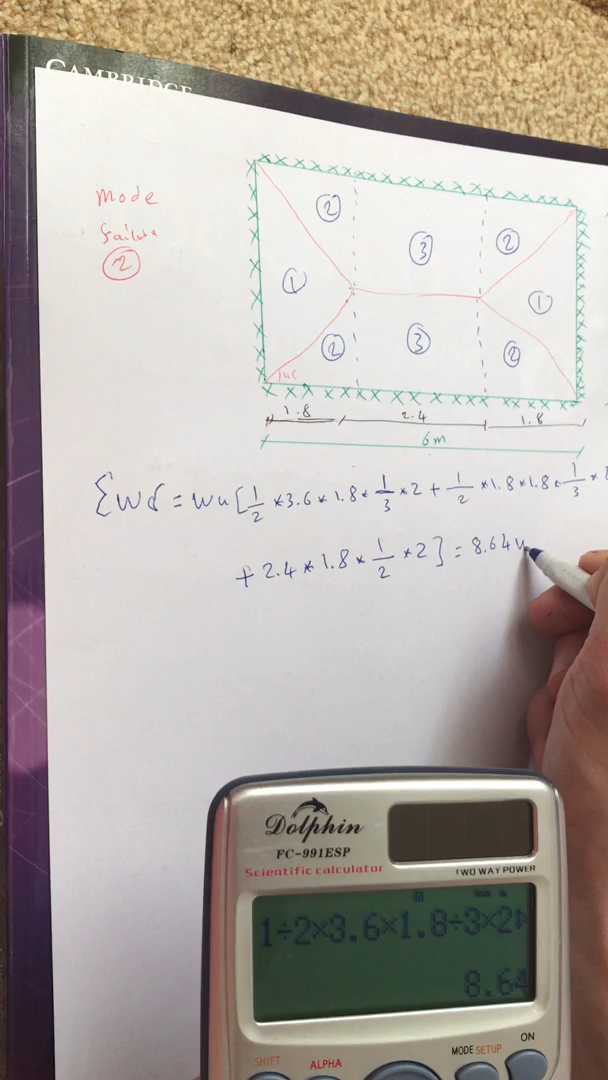 CAMBRIDGE
Mode
failure
2
2
3
2
1
1
2
3
2
45
1.8
2.4
1.8
6m
Σwδ = wu[1/2 * 3.6 * 1.8 * 1/3 * 2 + 1/2 * 1.8 * 1.8 * 1/3 *
+ 2.4 * 1.8 * 1/2 * 2] = 8.64
Dolphin
FC-991ESP
Scientific calculator
TWO WAY POWER
1÷2×3.6×1.8÷3×2
8.64
SHIFT
ALPHA
MODE SETUP
ON